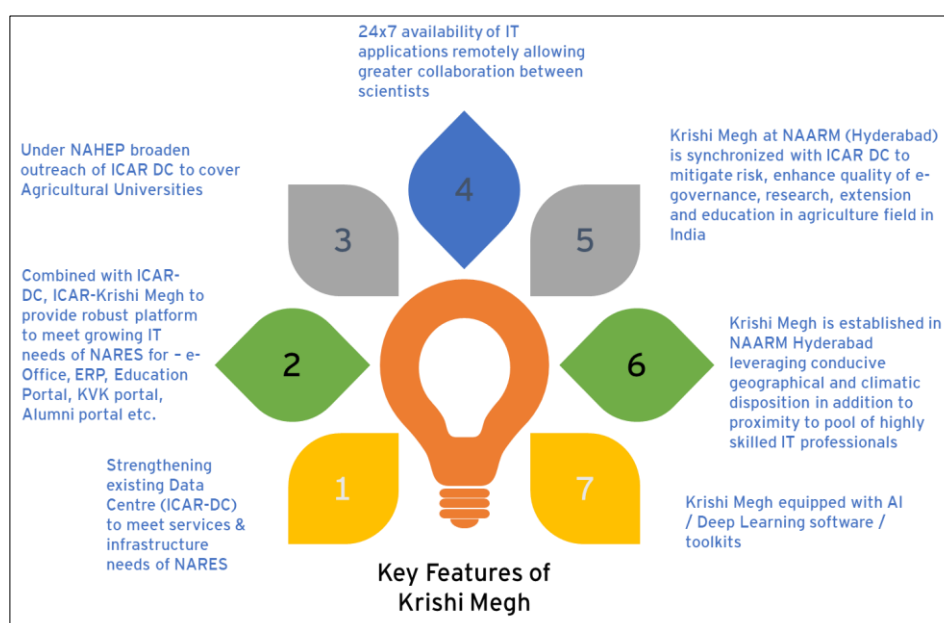 24x7 availability of IT
applications remotely allowing
greater collaboration between
scientists
Under NAHEP broaden
outreach of ICAR DC to cover
Agricultural Universities
Krishi Megh at NAARM (Hyderabad)
is synchronized with ICAR DC to
mitigate risk, enhance quality of e-
governance, research, extension
and education in agriculture field in
India
4
3
5
Combined with ICAR-
DC, ICAR-Krishi Megh to
provide robust platform
to meet growing IT
needs of NARES for – e-
Office, ERP, Education
Portal, KVK portal,
Alumni portal etc.
2
6
Krishi Megh is established in
NAARM Hyderabad
leveraging conducive
geographical and climatic
disposition in addition to
proximity to pool of highly
skilled IT professionals
Strengthening
existing Data
Centre (ICAR-DC)
to meet services &
infrastructure
needs of NARES
1
7
Krishi Megh equipped with AI
/ Deep Learning software /
toolkits
Key Features of
Krishi Megh